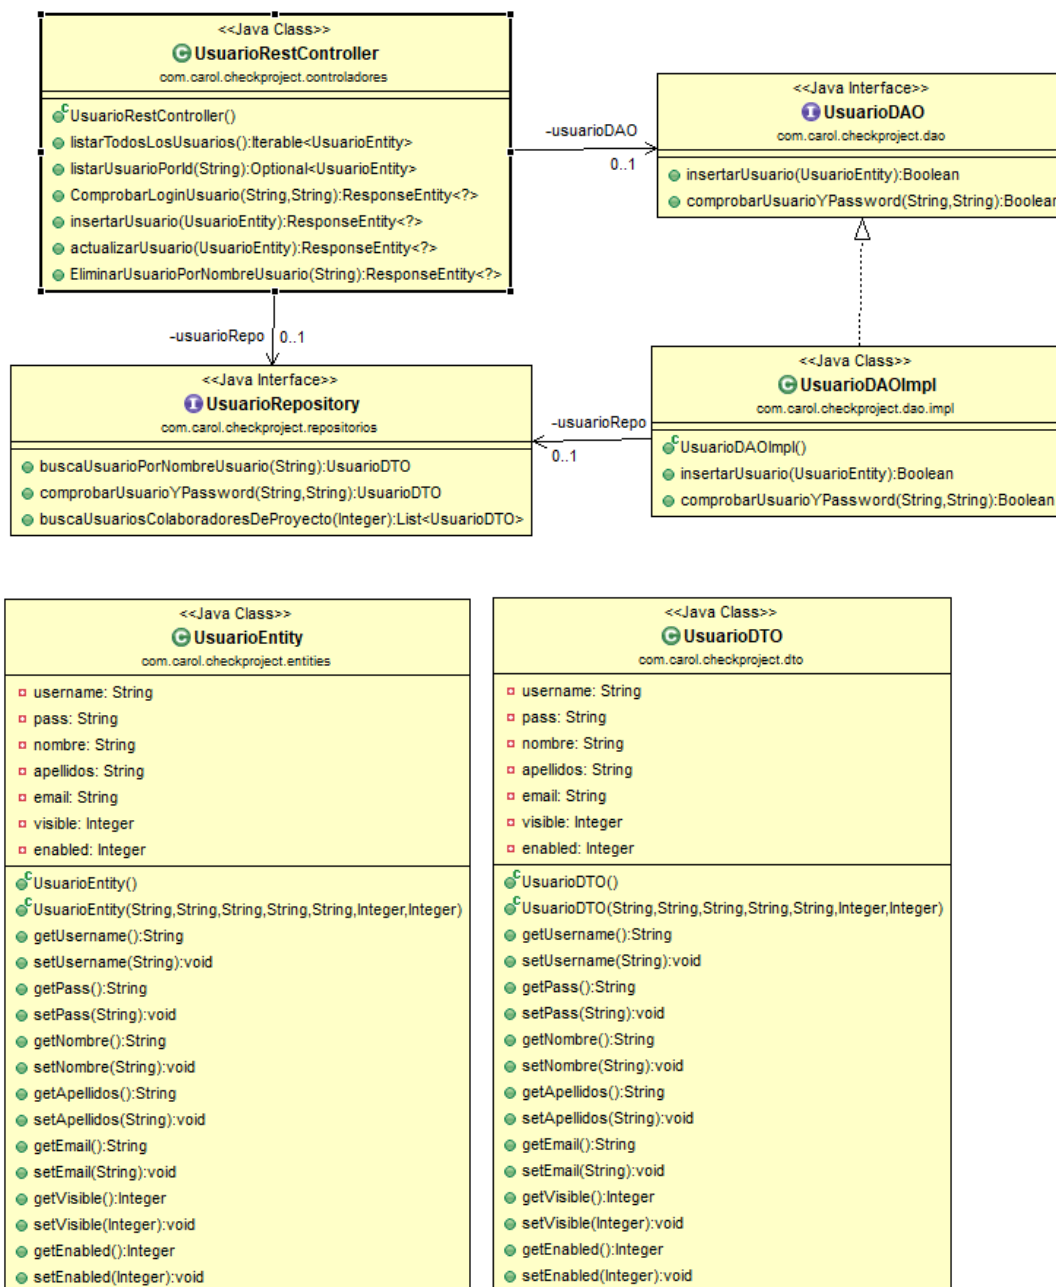 <<Java Class>>
UsuarioRestController
com.carol.checkproject.controladores
UsuarioRestController()
listarTodosLosUsuarios():Iterable<UsuarioEntity>
listarUsuarioPorId(String):Optional<UsuarioEntity>
ComprobarLoginUsuario(String,String):ResponseEntity<?>
insertarUsuario(UsuarioEntity):ResponseEntity<?>
actualizarUsuario(UsuarioEntity):ResponseEntity<?>
EliminarUsuarioPorNombreUsuario(String):ResponseEntity<?>
-usuarioDAO
0..1
<<Java Interface>>
UsuarioDAO
com.carol.checkproject.dao
insertarUsuario(UsuarioEntity):Boolean
comprobarUsuarioYPassword(String,String):Boolean
-usuarioRepo
0..1
<<Java Interface>>
UsuarioRepository
com.carol.checkproject.repositorios
buscaUsuarioPorNombreUsuario(String):UsuarioDTO
comprobarUsuarioYPassword(String,String):UsuarioDTO
buscaUsuariosColaboradoresDeProyecto(Integer):List<UsuarioDTO>
-usuarioRepo
0..1
<<Java Class>>
UsuarioDAOImpl
com.carol.checkproject.dao.impl
UsuarioDAOImpl()
insertarUsuario(UsuarioEntity):Boolean
comprobarUsuarioYPassword(String,String):Boolean
<<Java Class>>
UsuarioEntity
com.carol.checkproject.entities
username: String
pass: String
nombre: String
apellidos: String
email: String
visible: Integer
enabled: Integer
UsuarioEntity()
UsuarioEntity(String,String,String,String,String,Integer,Integer)
getUsername():String
setUsername(String):void
getPass():String
setPass(String):void
getNombre():String
setNombre(String):void
getApellidos():String
setApellidos(String):void
getEmail():String
setEmail(String):void
getVisible():Integer
setVisible(Integer):void
getEnabled():Integer
setEnabled(Integer):void
<<Java Class>>
UsuarioDTO
com.carol.checkproject.dto
username: String
pass: String
nombre: String
apellidos: String
email: String
visible: Integer
enabled: Integer
UsuarioDTO()
UsuarioDTO(String,String,String,String,String,Integer,Integer)
getUsername():String
setUsername(String):void
getPass():String
setPass(String):void
getNombre():String
setNombre(String):void
getApellidos():String
setApellidos(String):void
getEmail():String
setEmail(String):void
getVisible():Integer
setVisible(Integer):void
getEnabled():Integer
setEnabled(Integer):void